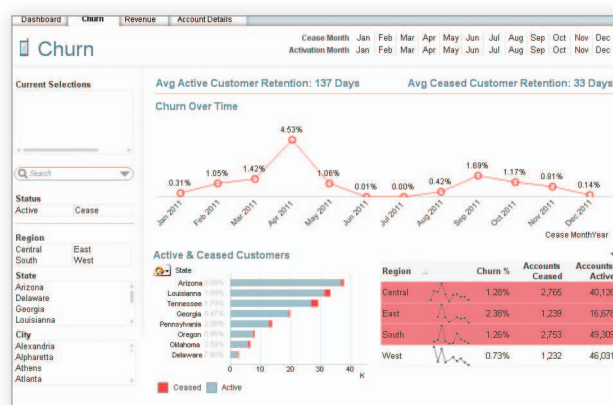 Dashboard Churn Revenue Account Details
Churn
Cease Month Jan Feb Mar Apr May Jun Jul Aug Sep Oct Nov Dec
Activation Month Jan Feb Mar Apr May Jun Jul Aug Sep Oct Nov Dec
Current Selections
Search
Status
Active Cease
Region
Central East
South West
State
Arizona
Delaware
Georgia
Louisianna
City
Alexandria
Alpharetta
Athens
Atlanta
Avg Active Customer Retention: 137 Days Avg Ceased Customer Retention: 33 Days
Churn Over Time
0.31% 1.05% 1.42% 4.53% 1.06% 0.01% 0.00% 0.42% 1.69% 1.17% 0.81% 0.14%
Jan 2011 Feb 2011 Mar 2011 Apr 2011 May 2011 Jun 2011 Jul 2011 Aug 2011 Sep 2011 Oct 2011 Nov 2011 Dec 2011
Cease MonthYear
Active & Ceased Customers
State
Arizona
Louisianna
Tennessee
Georgia
Pennsylvania
Oregon
Oklahoma
Delaware
0 10 20 30 40
K
Ceased Active
Region Churn % Accounts Ceased Accounts Active
Central 1.28% 2,765 40,128
East 2.38% 1,239 16,678
South 1.26% 2,753 49,305
West 0.73% 1,232 46,031